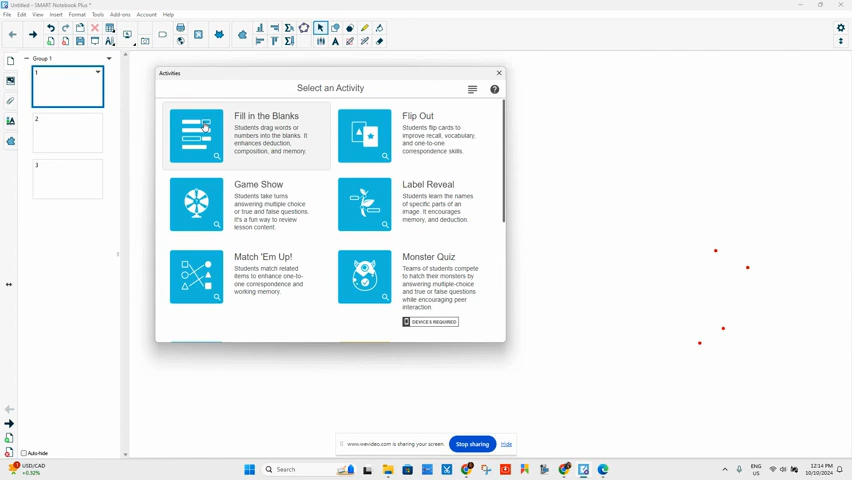 Untitled - SMART Notebook Plus *
File Edit View Insert Format Tools Add-ons Account Help
Group 1
1
2
3
Auto-hide
Activities
Select an Activity
Fill in the Blanks
Students drag words or
numbers into the blanks. It
enhances deduction,
composition, and memory.
Flip Out
Students flip cards to
improve recall, vocabulary,
and one-to-one
correspondence skills.
Game Show
Students take turns
answering multiple choice
or true and false questions.
It's a fun way to review
lesson content.
Label Reveal
Students learn the names
of specific parts of an
image. It encourages
memory, and deduction.
Match 'Em Up!
Students match related
items to enhance one-to-
one correspondence and
working memory.
Monster Quiz
Teams of students compete
to hatch their monsters by
answering multiple-choice
and true or false questions
while encouraging peer
interaction.
DEVICES REQUIRED
www.wevideo.com is sharing your screen.
Stop sharing
Hide
USD/CAD
+0.32%
Search
ENG
US
12:14 PM
10/10/2024